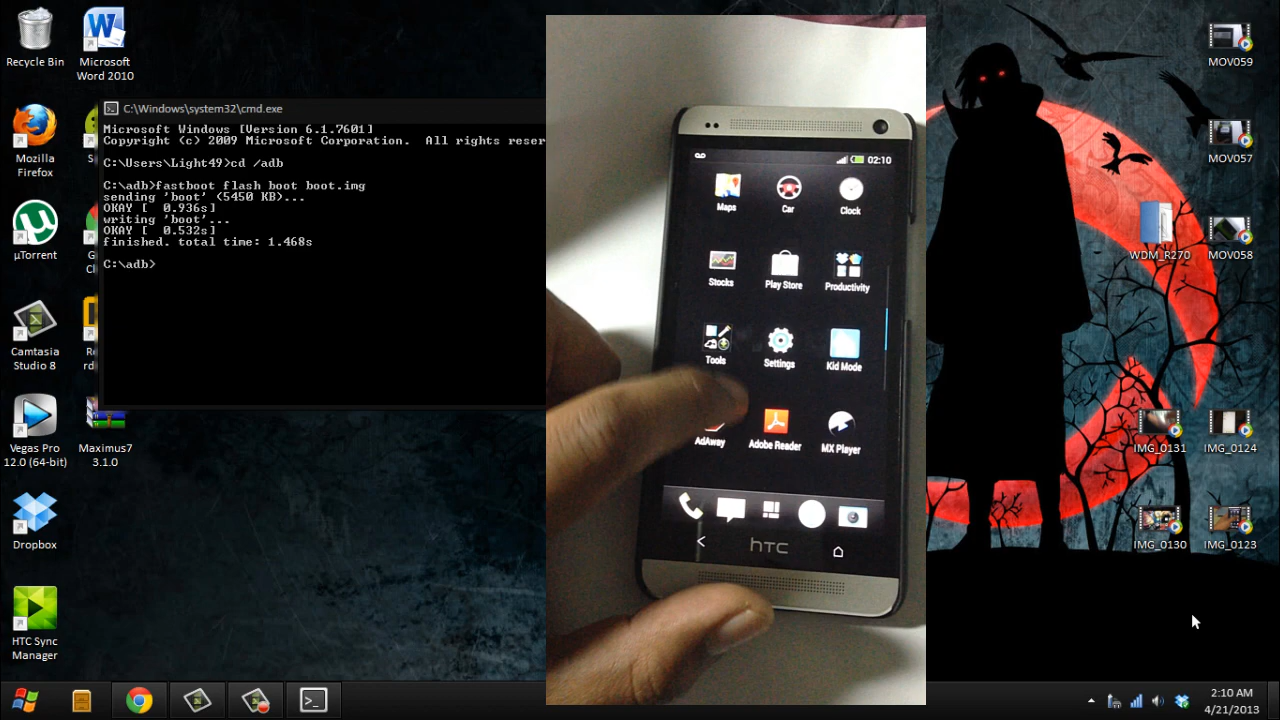 Recycle Bin
Microsoft
Word 2010
Mozilla
Firefox
µTorrent
Camtasia
Studio 8
Vegas Pro
12.0 (64-bit)
Maximus7
3.1.0
Dropbox
HTC Sync
Manager
C:\Windows\system32\cmd.exe
Microsoft Windows [Version 6.1.7601]
Copyright (c) 2009 Microsoft Corporation.  All rights reser
C:\Users\Light49>cd /adb
C:\adb>fastboot flash boot boot.img
sending 'boot' (5450 KB)...
OKAY [  0.936s]
writing 'boot'...
OKAY [  0.532s]
finished. total time: 1.468s
C:\adb>
02:10
Maps
Car
Clock
Stocks
Play Store
Productivity
Tools
Settings
Kid Mode
AdAway
Adobe Reader
MX Player
hTC
MOV059
MOV057
WDM_R270
MOV058
IMG_0131
IMG_0124
IMG_0130
IMG_0123
2:10 AM
4/21/2013